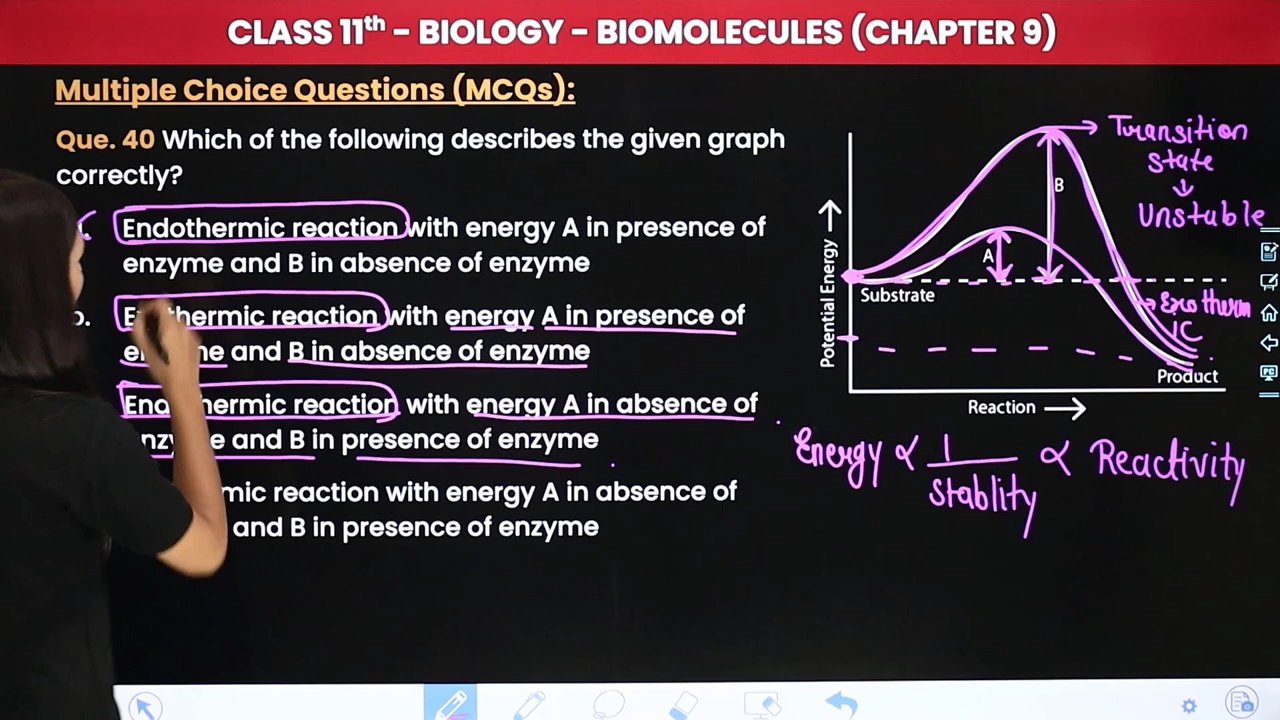 CLASS 11th - BIOLOGY - BIOMOLECULES (CHAPTER 9)
Multiple Choice Questions (MCQs):
Que. 40 Which of the following describes the given graph
correctly?
Endothermic reaction with energy A in presence of
enzyme and B in absence of enzyme
b. thermic reaction with energy A in presence of
and B in absence of enzyme
reaction with energy A in absence of
and B in presence of enzyme
reaction with energy A in absence of
and B in presence of enzyme
Transition
state
↓
Unstable
B
A
Substrate
Potential Energy →
Exotherm
IC
Product
Reaction →
Energy ∝ 1/stablity ∝ Reactivity
PC